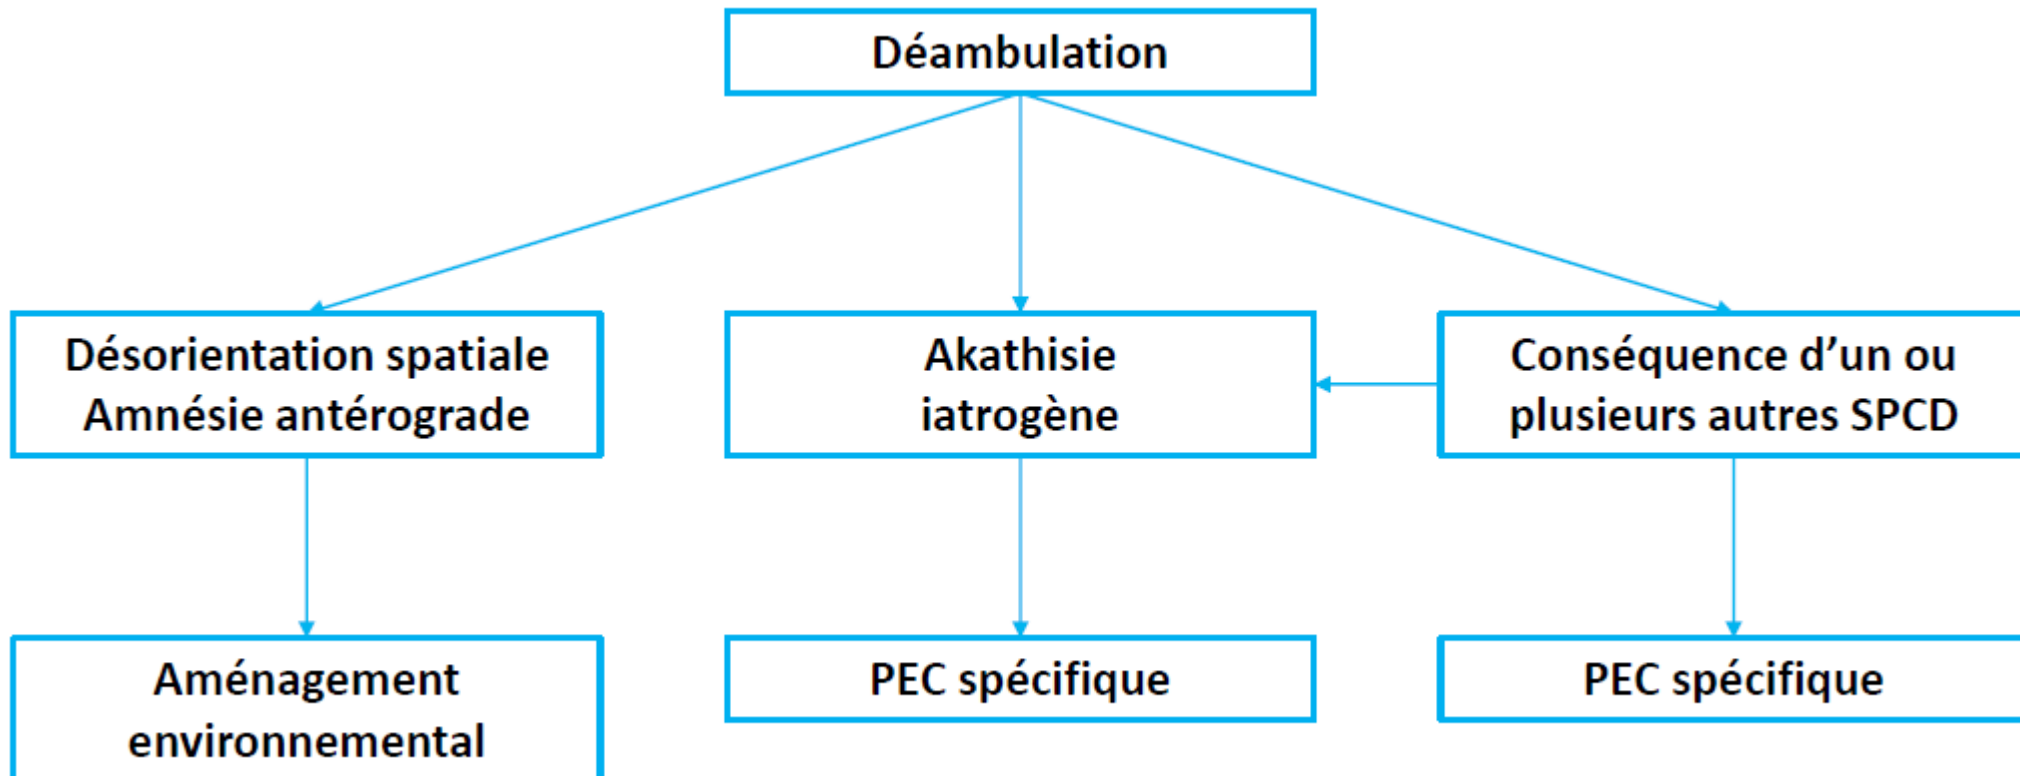 Déambulation
Désorientation spatiale
Amnésie antérograde
Akathisie
iatrogène
Conséquence d’un ou
plusieurs autres SPCD
Aménagement
environnemental
PEC spécifique
PEC spécifique